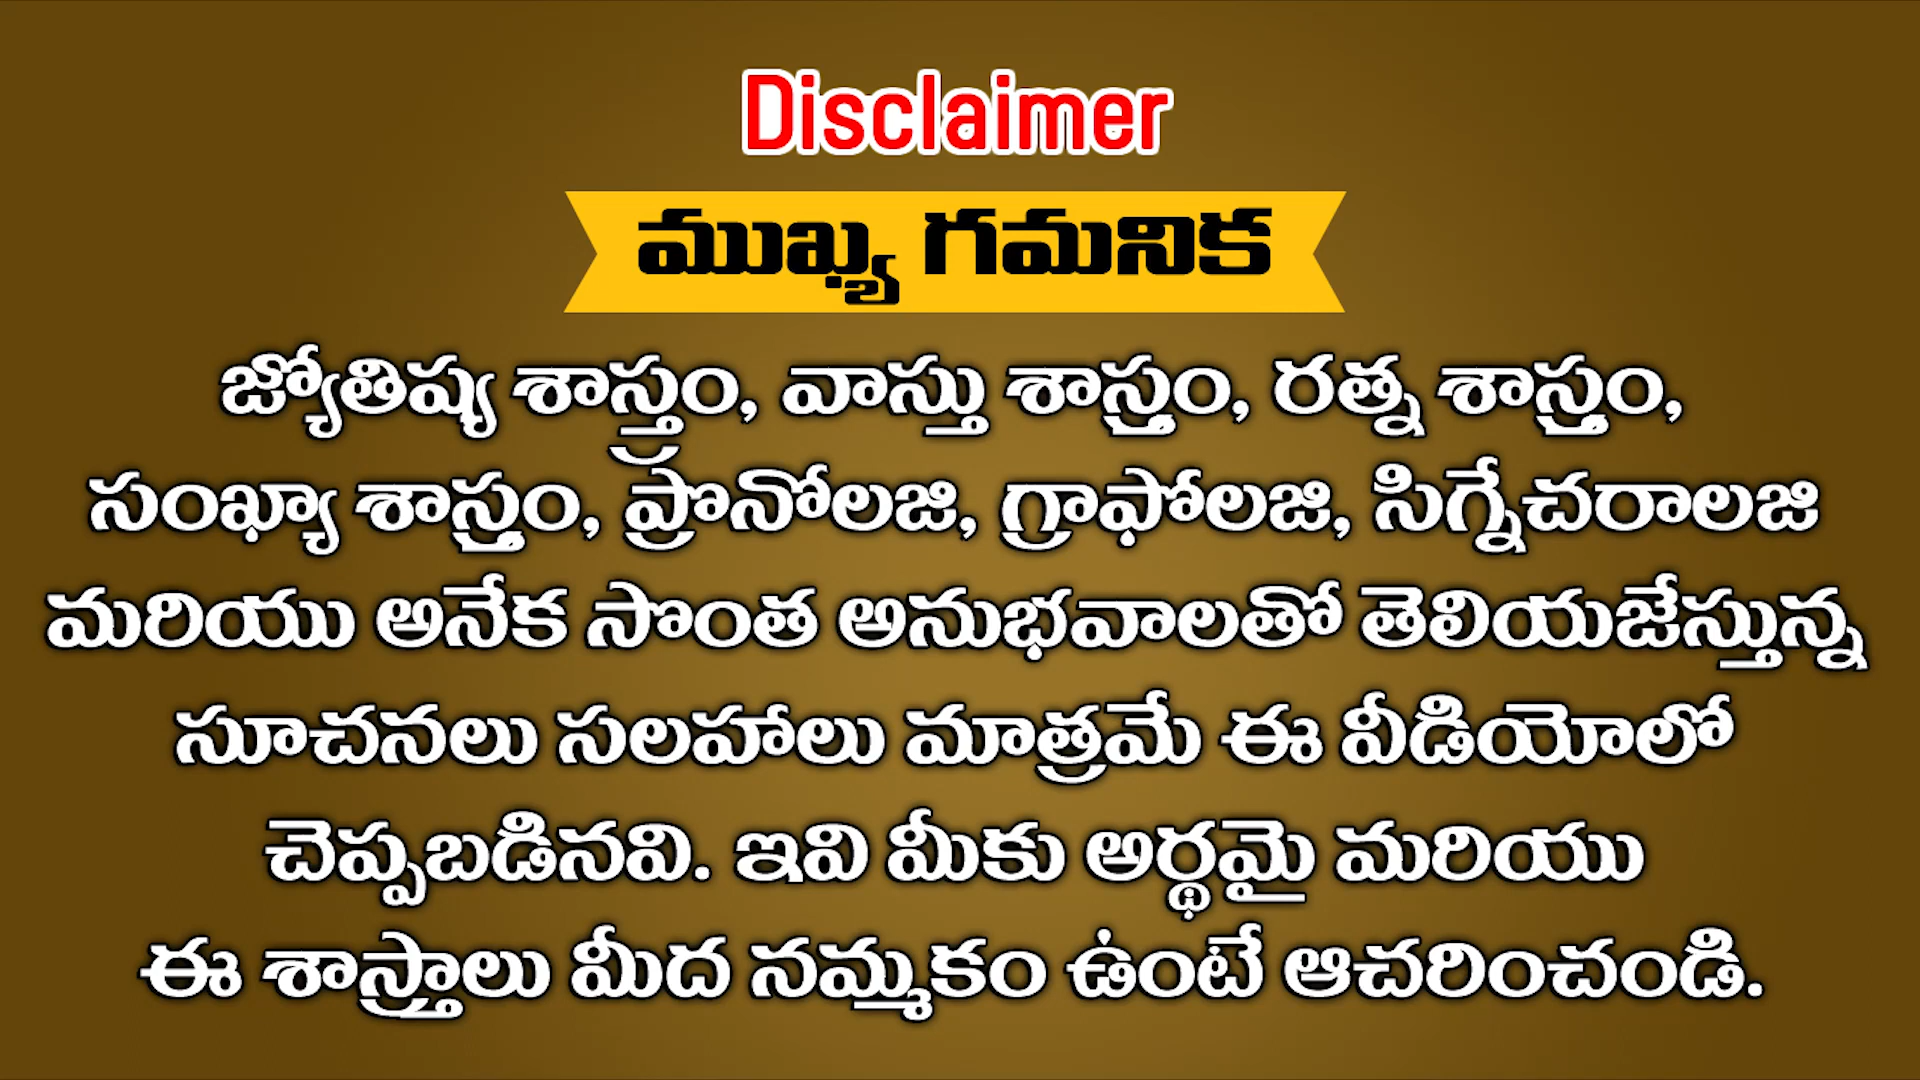 Disclaimer
ముఖ్య గమనిక
జ్యోతిష్య శాస్త్రం, వాస్తు శాస్త్రం, రత్న శాస్త్రం,
సంఖ్యా శాస్త్రం, ప్రొనోలజి, గ్రాఫోలజి, సిగ్నేచరాలజి
మరియు అనేక సొంత అనుభవాలతో తెలియజేస్తున్న
సూచనలు సలహాలు మాత్రమే ఈ వీడియోలో
చెప్పబడినవి. ఇవి మీకు అర్థమై మరియు
ఈ శాస్త్రాలు మీద నమ్మకం ఉంటే ఆచరించండి.